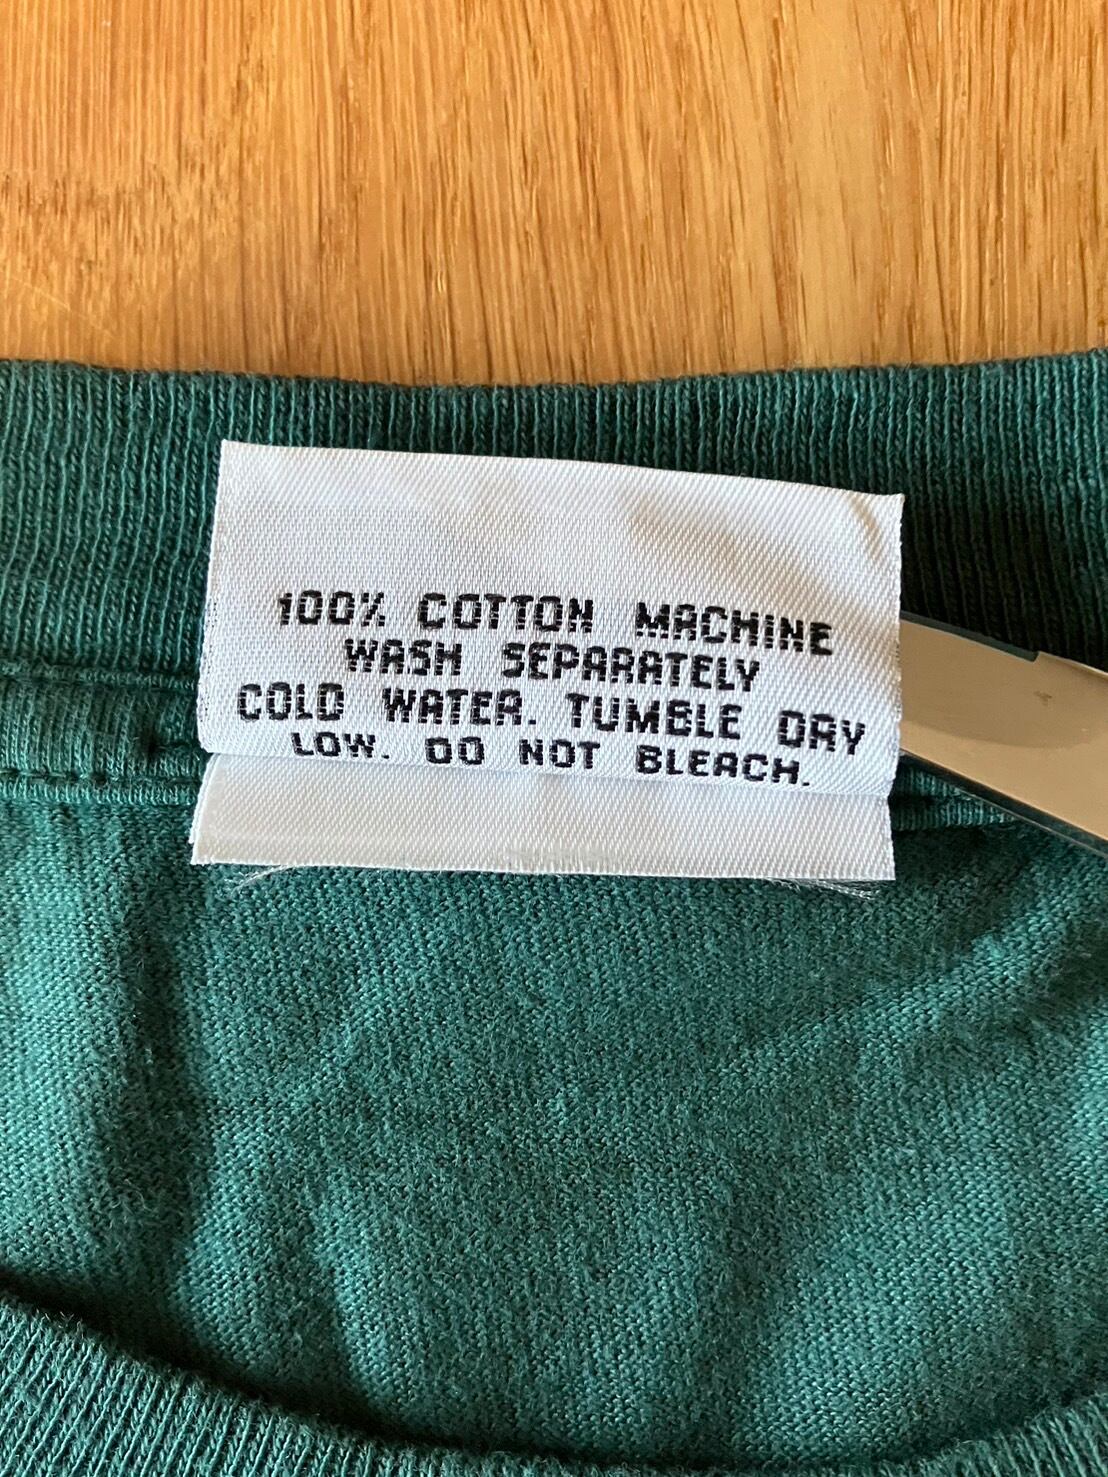 100% COTTON MACHINE
WASH SEPARATELY
COLD WATER. TUMBLE DRY
LOW. DO NOT BLEACH.